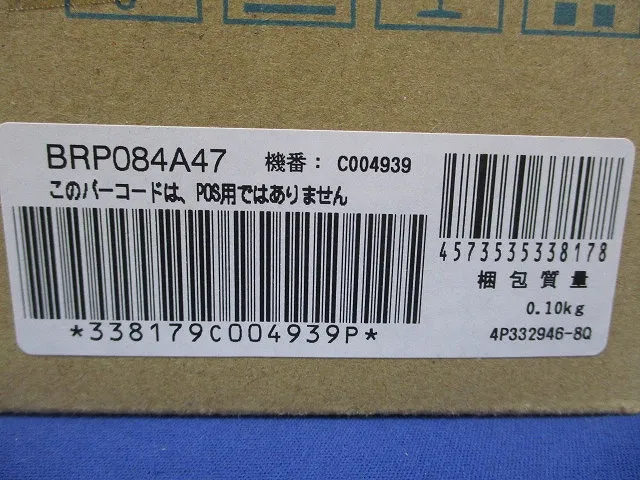 BRP084A47 機番: C004939
このバーコードは、POS用ではありません
*338179C004939P*
4573535338178
梱包質量
0.10kg
4P332946-8Q